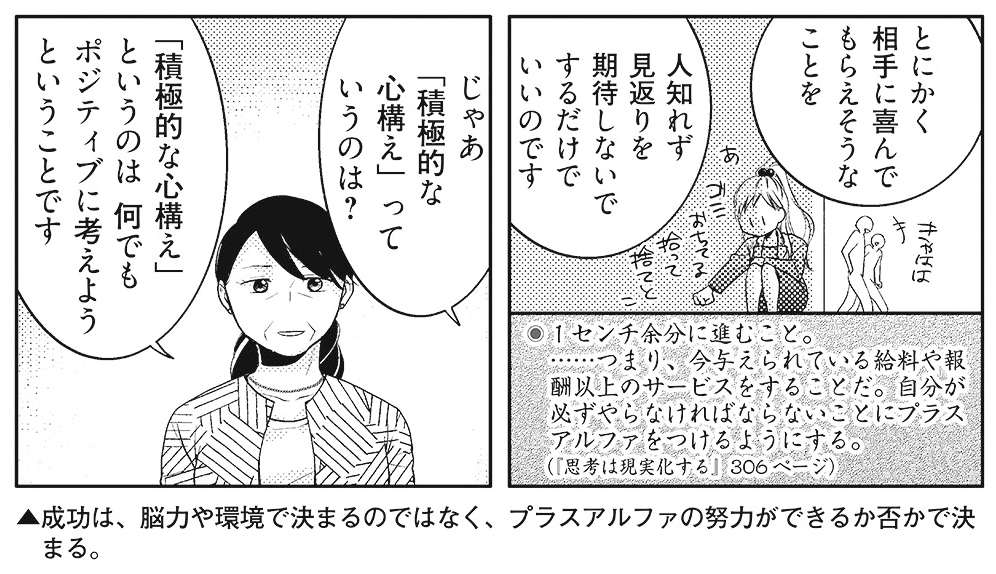 とにかく
相手に喜んで
もらえそうな
ことを
人知れず
見返りを
期待しないで
するだけで
いいのです
きゃはは
き
あ
ゴミ
おちてる
拾って
捨てと
こ
●1センチ余分に進むこと。
……つまり、今与えられている給料や報
酬以上のサービスをすることだ。自分が
必ずやらなければならないことにプラス
アルファをつけるようにする。
(『思考は現実化する』306ページ)
じゃあ
「積極的な
心構え」って
いうのは?
「積極的な心構え」
というのは 何でも
ポジティブに考えよう
ということです
▲成功は、脳力や環境で決まるのではなく、プラスアルファの努力ができるか否かで決
まる。